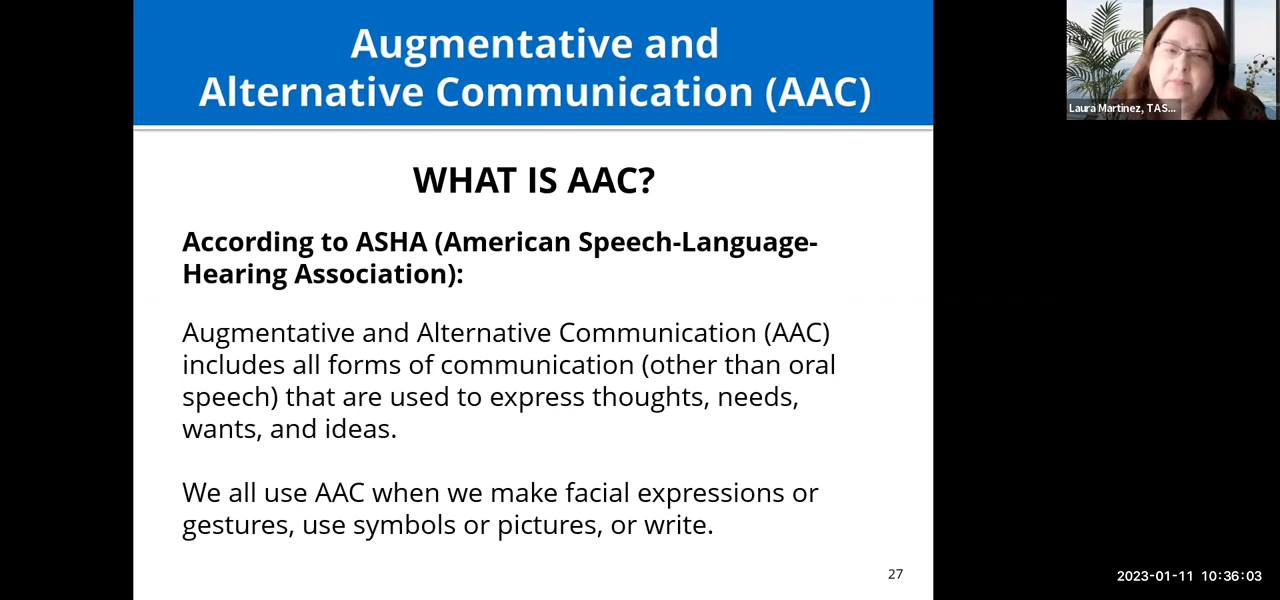 Augmentative and
Alternative Communication (AAC)
WHAT IS AAC?
According to ASHA (American Speech-Language-
Hearing Association):
Augmentative and Alternative Communication (AAC)
includes all forms of communication (other than oral
speech) that are used to express thoughts, needs,
wants, and ideas.
We all use AAC when we make facial expressions or
gestures, use symbols or pictures, or write.
27
Laura Martinez, TAS...
2023-01-11 10:36:03